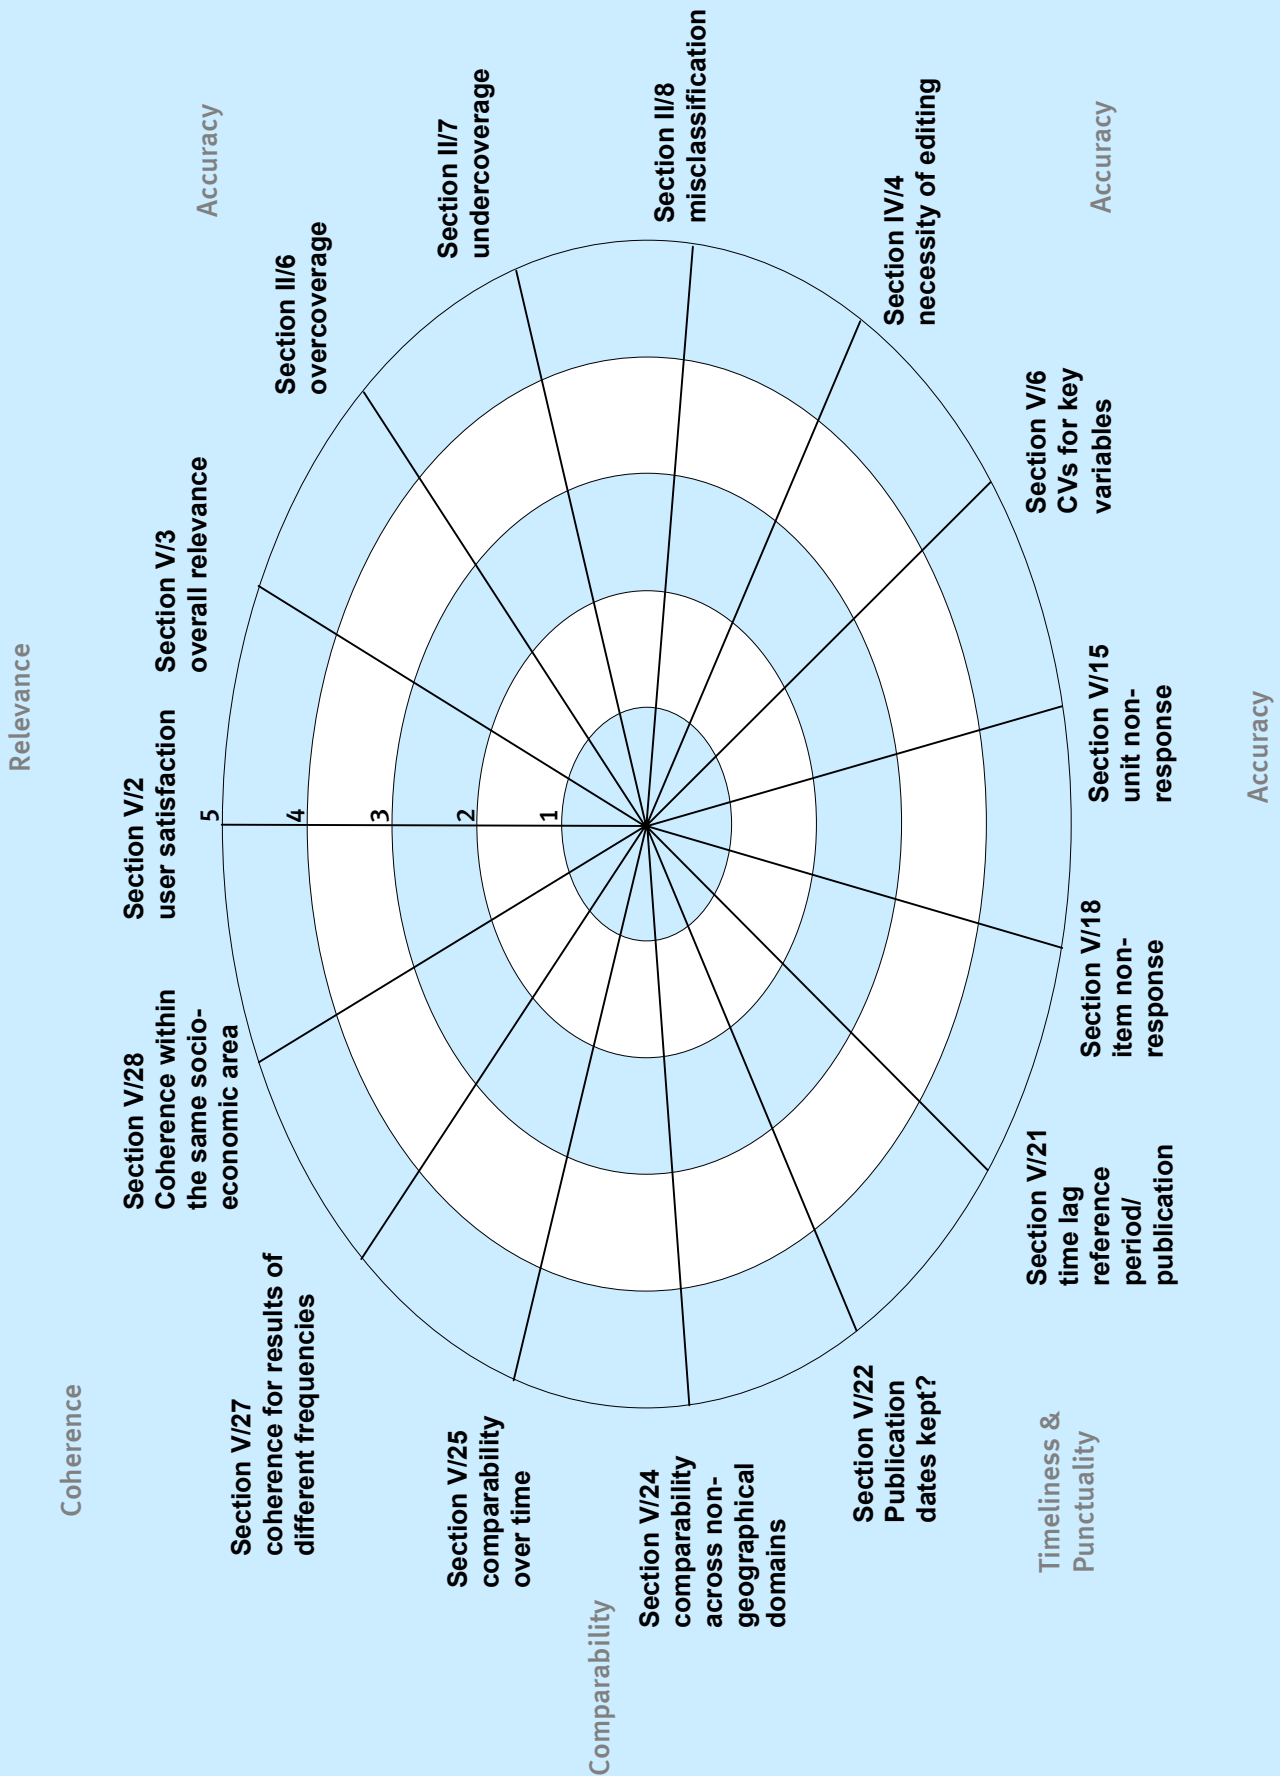 Relevance
Section V/2
user satisfaction
Section V/3
overall relevance
Accuracy
Section II/6
overcoverage
Section II/7
undercoverage
Section II/8
misclassification
Section IV/4
necessity of editing
Accuracy
Section V/6
CVs for key
variables
Section V/15
unit non-
response
Accuracy
Section V/18
item non-
response
Section V/21
time lag
reference
period/
publication
Timeliness &
Punctuality
Section V/22
Publication
dates kept?
Section V/24
comparability
across non-
geographical
domains
Comparability
Section V/25
comparability
over time
Section V/27
coherence for results of
different frequencies
Coherence
Section V/28
Coherence within
the same socio-
economic area
5
4
3
2
1